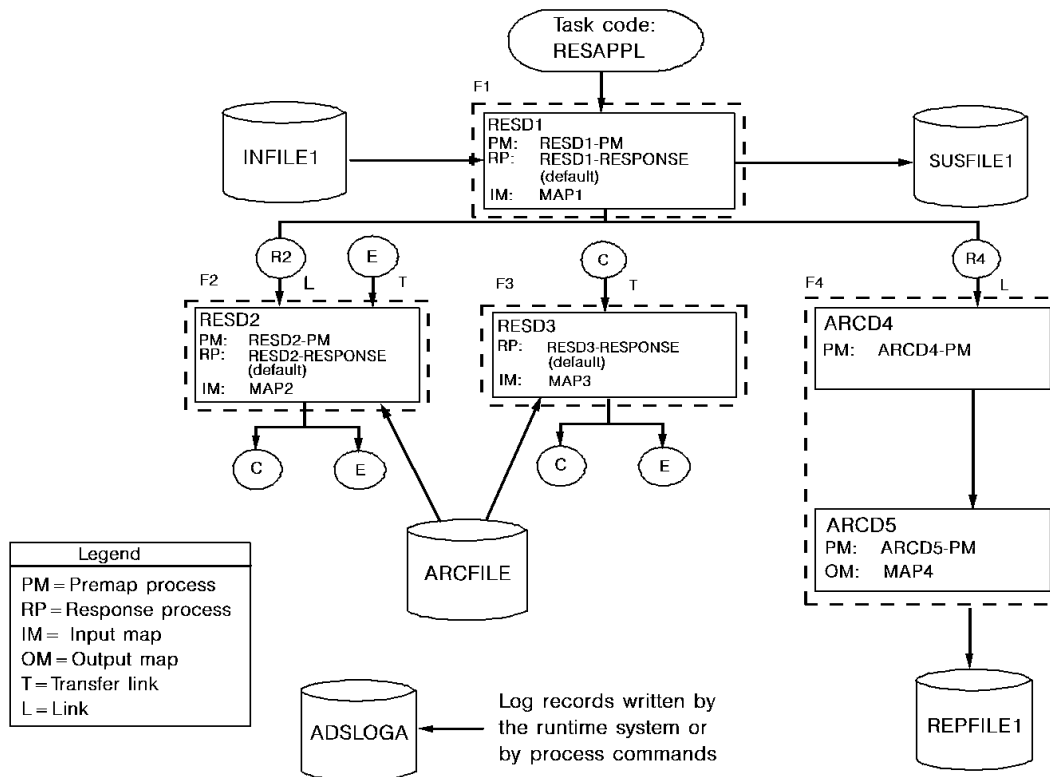 Task code:
RESAPPL
F1
INFILE1
RESD1
PM: RESD1-PM
RP: RESD1-RESPONSE
(default)
IM: MAP1
SUSFILE1
R2
E
C
R4
F2
L
T
F3
T
F4
L
RESD2
PM: RESD2-PM
RP: RESD2-RESPONSE
(default)
IM: MAP2
RESD3
RP: RESD3-RESPONSE
(default)
IM: MAP3
ARCD4
PM: ARCD4-PM
C
E
C
E
ARCD5
PM: ARCD5-PM
OM: MAP4
ARCFILE
Legend
PM = Premap process
RP = Response process
IM = Input map
OM = Output map
T = Transfer link
L = Link
ADSLOGA
Log records written by
the runtime system or
by process commands
REPFILE1